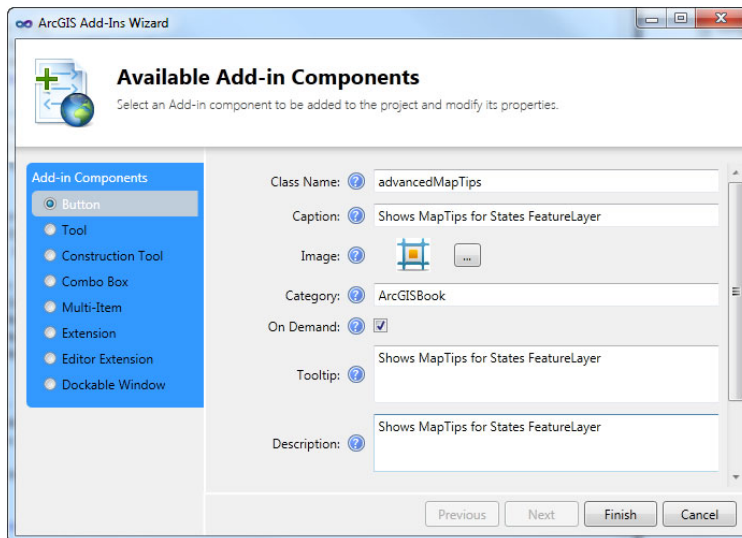 ArcGIS Add-Ins Wizard
Available Add-in Components
Select an Add-in component to be added to the project and modify its properties.
Add-in Components
Button
Tool
Construction Tool
Combo Box
Multi-Item
Extension
Editor Extension
Dockable Window
Class Name: advancedMapTips
Caption: Shows MapTips for States FeatureLayer
Image: ...
Category: ArcGISBook
On Demand:
Tooltip: Shows MapTips for States FeatureLayer
Description: Shows MapTips for States FeatureLayer
Previous Next Finish Cancel